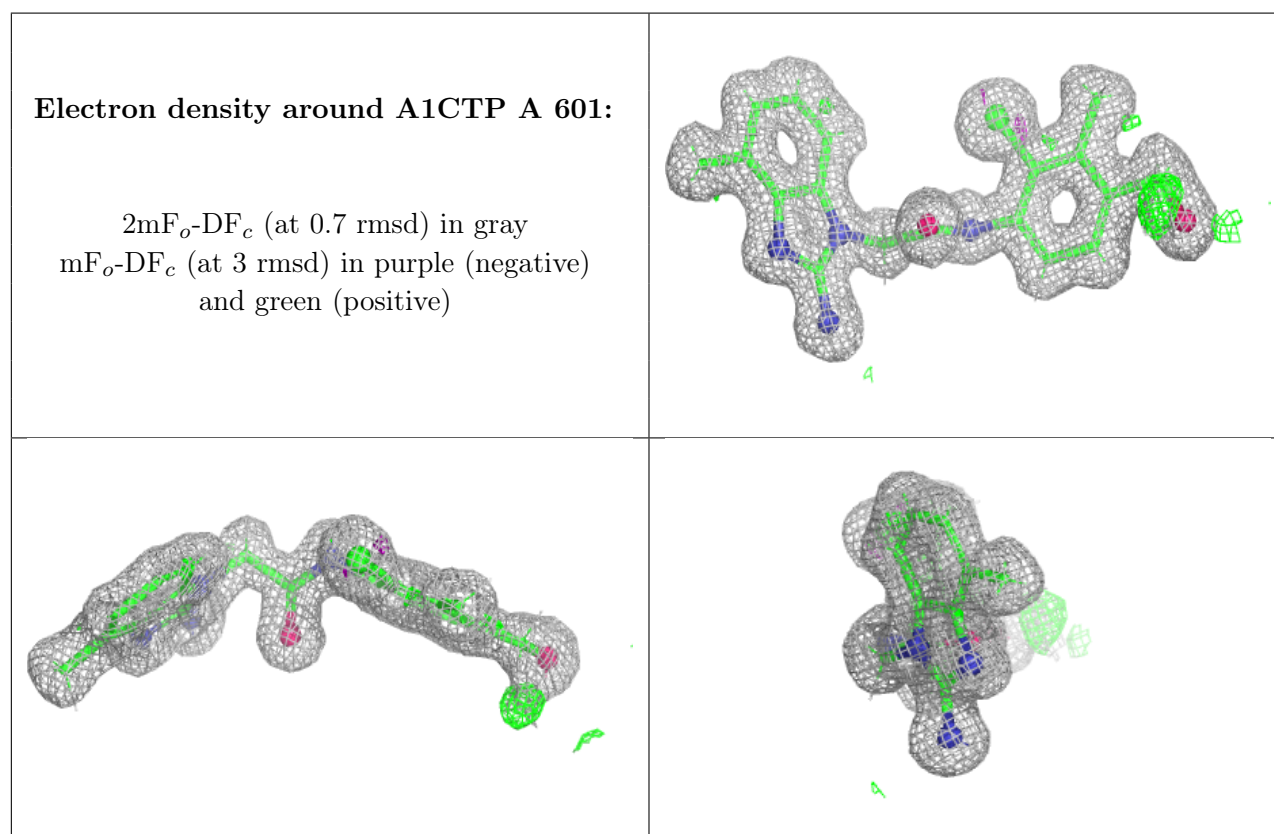 Electron density around A1CTP A 601:
2mFo-DFc (at 0.7 rmsd) in gray
mFo-DFc (at 3 rmsd) in purple (negative)
and green (positive)